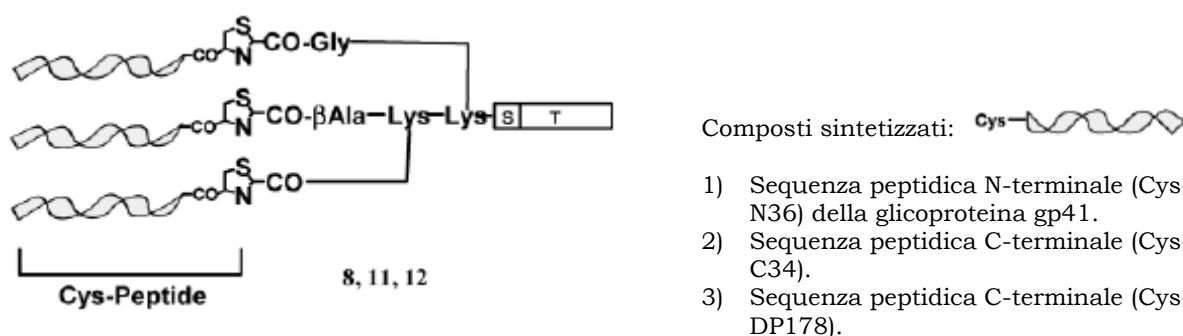 S
CO
N
CO-Gly
S
CO
N
CO-βAla-Lys-Lys
S
T
S
CO
N
CO
Cys-Peptide
8, 11, 12
Composti sintetizzati:
Cys
1) Sequenza peptidica N-terminale (Cys-
N36) della glicoproteina gp41.
2) Sequenza peptidica C-terminale (Cys-
C34).
3) Sequenza peptidica C-terminale (Cys-
DP178).